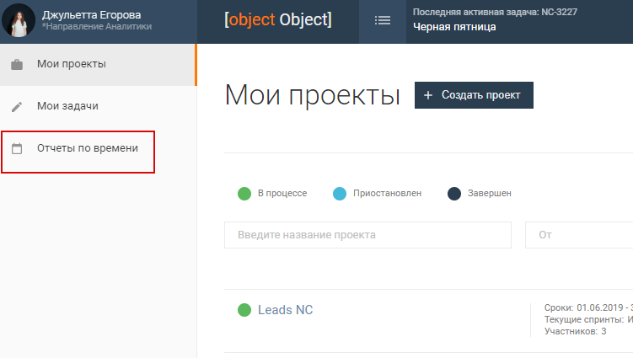 Джульетта Егорова
*Направление Аналитики
[object Object]
Последняя активная задача: NC-3227
Черная пятница
Мои проекты
Мои задачи
Отчеты по времени
Мои проекты
+ Создать проект
В процессе
Приостановлен
Завершен
Введите название проекта
От
Leads NC
Сроки: 01.06.2019 - 3
Текущие спринты: И
Участников: 3